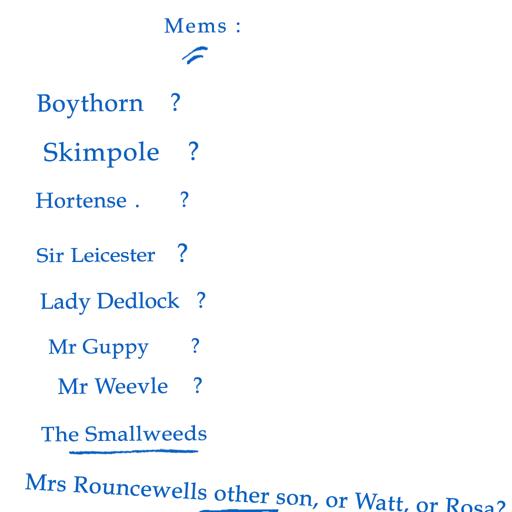 Mems :
Boythorn ?
Skimpole ?
Hortense . ?
Sir Leicester ?
Lady Dedlock ?
Mr Guppy ?
Mr Weevle ?
The Smallweeds
Mrs Rouncewells other son, or Watt, or Rosa?